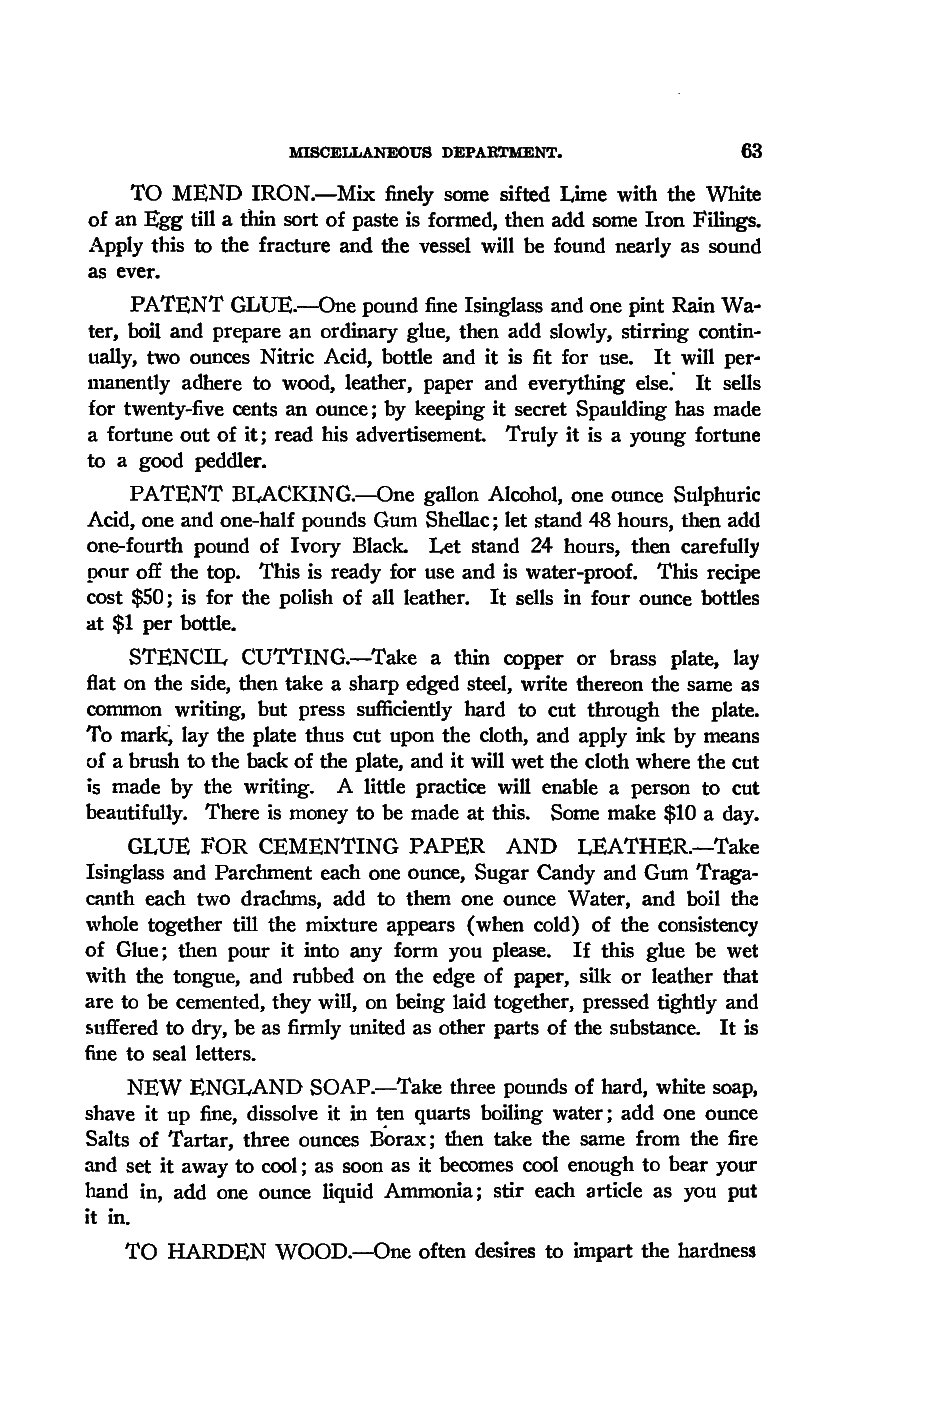 MISCELLANEOUS DEPARTMENT. 63
TO MEND IRON.—Mix finely some sifted Lime with the White
of an Egg till a thin sort of paste is formed, then add some Iron Filings.
Apply this to the fracture and the vessel will be found nearly as sound
as ever.
PATENT GLUE.—One pound fine Isinglass and one pint Rain Wa-
ter, boil and prepare an ordinary glue, then add slowly, stirring contin-
ually, two ounces Nitric Acid, bottle and it is fit for use. It will per-
manently adhere to wood, leather, paper and everything else. It sells
for twenty-five cents an ounce; by keeping it secret Spaulding has made
a fortune out of it; read his advertisement. Truly it is a young fortune
to a good peddler.
PATENT BLACKING.—One gallon Alcohol, one ounce Sulphuric
Acid, one and one-half pounds Gum Shellac; let stand 48 hours, then add
one-fourth pound of Ivory Black. Let stand 24 hours, then carefully
pour off the top. This is ready for use and is water-proof. This recipe
cost $50; is for the polish of all leather. It sells in four ounce bottles
at $1 per bottle.
STENCIL CUTTING.—Take a thin copper or brass plate, lay
flat on the side, then take a sharp edged steel, write thereon the same as
common writing, but press sufficiently hard to cut through the plate.
To mark, lay the plate thus cut upon the cloth, and apply ink by means
of a brush to the back of the plate, and it will wet the cloth where the cut
is made by the writing. A little practice will enable a person to cut
beautifully. There is money to be made at this. Some make $10 a day.
GLUE FOR CEMENTING PAPER AND LEATHER.—Take
Isinglass and Parchment each one ounce, Sugar Candy and Gum Traga-
canth each two drachms, add to them one ounce Water, and boil the
whole together till the mixture appears (when cold) of the consistency
of Glue; then pour it into any form you please. If this glue be wet
with the tongue, and rubbed on the edge of paper, silk or leather that
are to be cemented, they will, on being laid together, pressed tightly and
suffered to dry, be as firmly united as other parts of the substance. It is
fine to seal letters.
NEW ENGLAND SOAP.—Take three pounds of hard, white soap,
shave it up fine, dissolve it in ten quarts boiling water; add one ounce
Salts of Tartar, three ounces Borax; then take the same from the fire
and set it away to cool; as soon as it becomes cool enough to bear your
hand in, add one ounce liquid Ammonia; stir each article as you put
it in.
TO HARDEN WOOD.—One often desires to impart the hardness